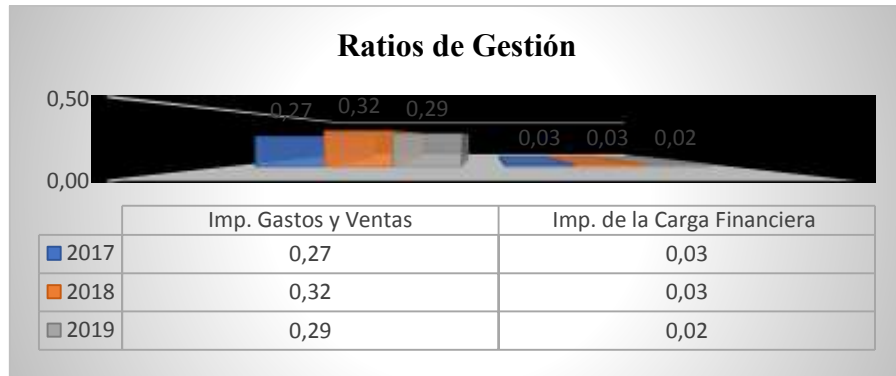 Ratios de Gestión
0,50
0,27 0,32 0,29
0,03 0,03 0,02
0,00
Imp. Gastos y Ventas Imp. de la Carga Financiera
2017 0,27 0,03
2018 0,32 0,03
2019 0,29 0,02